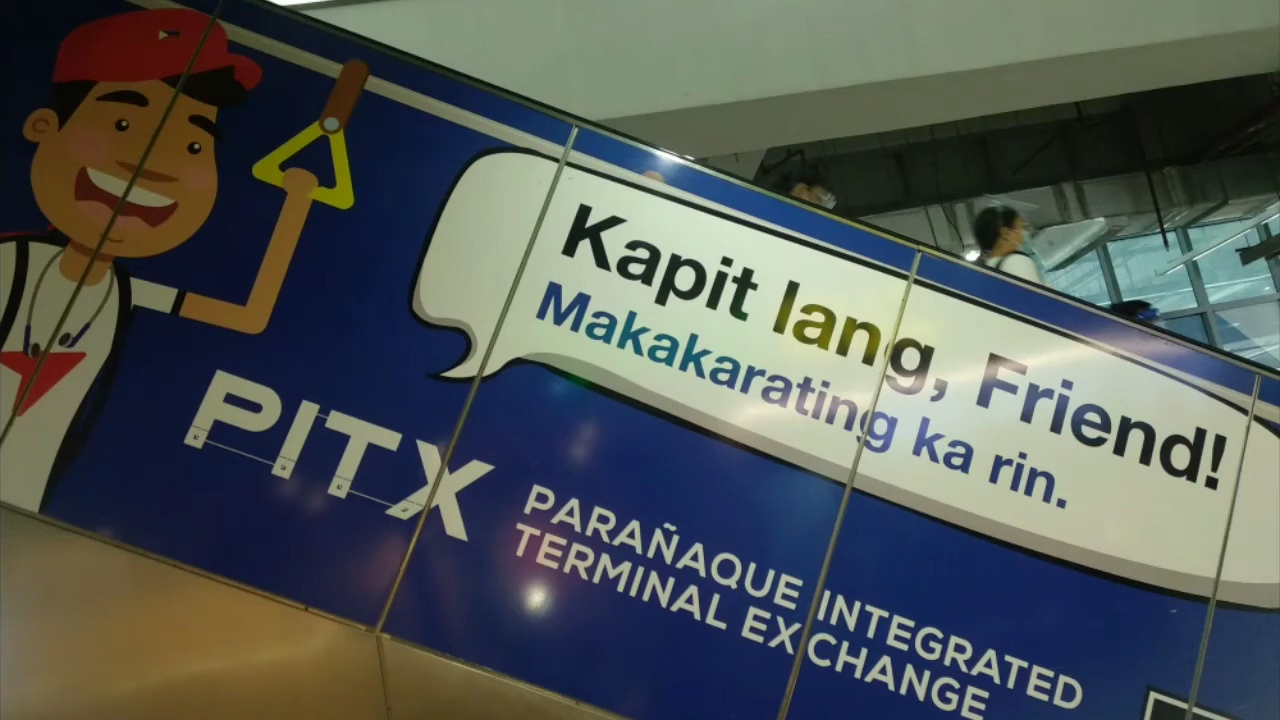 Kapit lang, Friend!
Makakarating ka rin.
PITX
PARAÑAQUE INTEGRATED
TERMINAL EXCHANGE